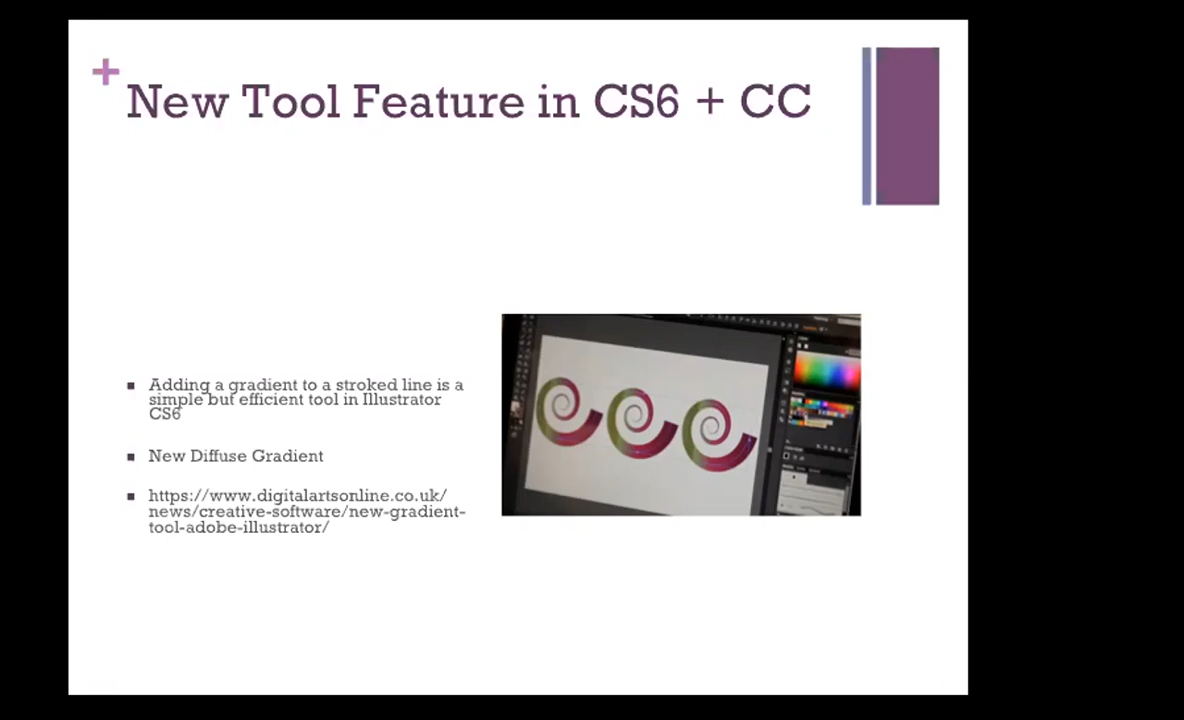 +
New Tool Feature in CS6 + CC
Adding a gradient to a stroked line is a
simple but efficient tool in Illustrator
CS6
New Diffuse Gradient
https://www.digitalartsonline.co.uk/
news/creative-software/new-gradient-
tool-adobe-illustrator/